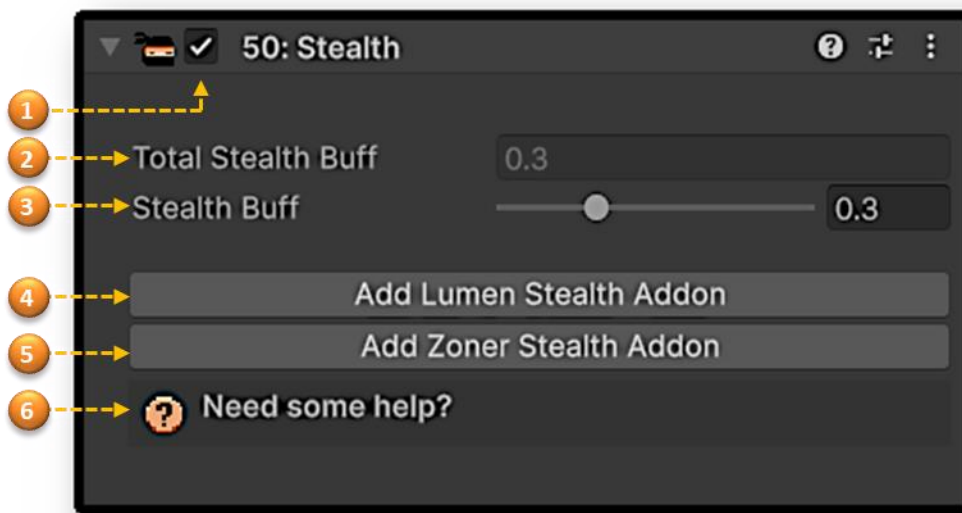 50: Stealth
1
2 Total Stealth Buff 0.3
3 Stealth Buff 0.3
4 Add Lumen Stealth Addon
5 Add Zoner Stealth Addon
6 Need some help?